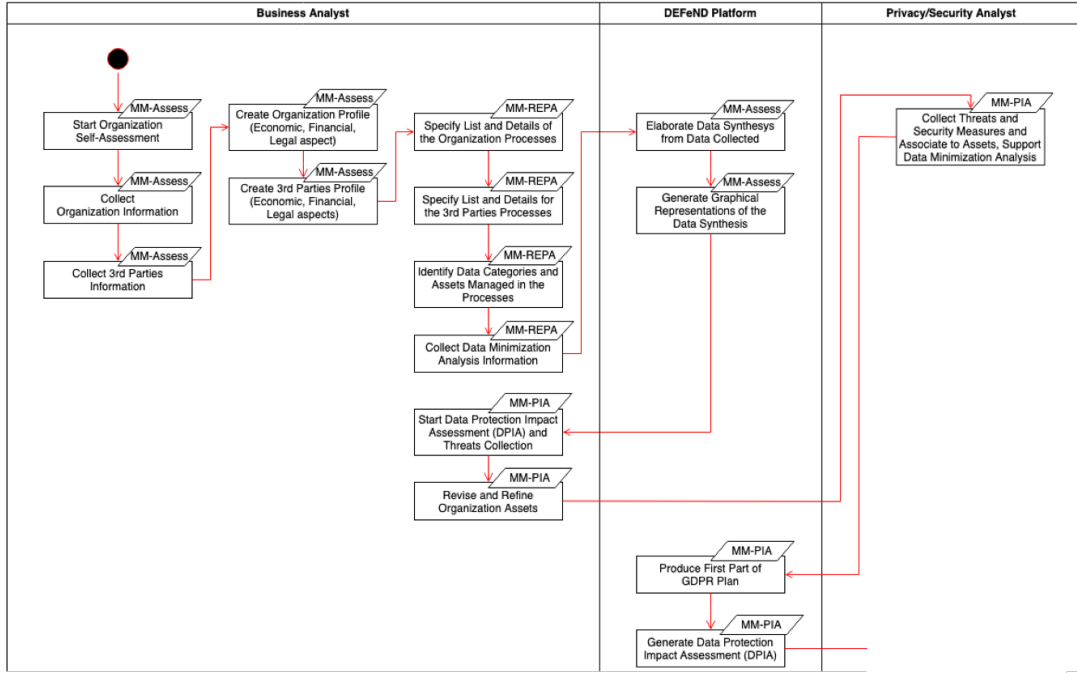 Business Analyst
DEFeND Platform
Privacy/Security Analyst
MM-Assess
Start Organization
Self-Assessment
MM-Assess
Collect
Organization Information
MM-Assess
Collect 3rd Parties
Information
MM-Assess
Create Organization Profile
(Economic, Financial,
Legal aspect)
MM-Assess
Create 3rd Parties Profile
(Economic, Financial,
Legal aspects)
MM-REPA
Specify List and Details of
the Organization Processes
MM-REPA
Specify List and Details for
the 3rd Parties Processes
MM-REPA
Identify Data Categories and
Assets Managed in the
Processes
MM-REPA
Collect Data Minimization
Analysis Information
MM-Assess
Elaborate Data Synthesys
from Data Collected
MM-Assess
Generate Graphical
Representations of the
Data Synthesis
MM-PIA
Start Data Protection Impact
Assessment (DPIA) and
Threats Collection
MM-PIA
Revise and Refine
Organization Assets
MM-PIA
Collect Threats and
Security Measures and
Associate to Assets, Support
Data Minimization Analysis
MM-PIA
Produce First Part of
GDPR Plan
MM-PIA
Generate Data Protection
Impact Assessment (DPIA)